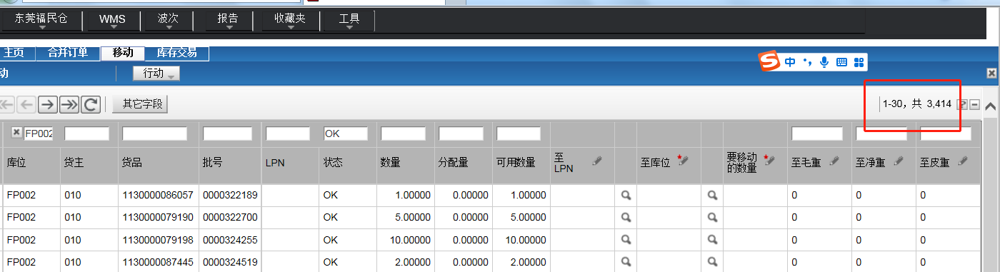 东莞福民仓 WMS 波次 报告 收藏夹 工具
主页 合并订单 移动 库存交易
中
动 行动
其它字段 1-30，共 3,414
FP002 OK
库位 货主 货品 批号 LPN 状态 数量 分配量 可用数量 至 LPN 至库位 要移动的数量 至毛重 至净重 至皮重
FP002 010 1130000086057 0000322189 OK 1.00000 0.00000 1.00000 0 0 0
FP002 010 1130000079190 0000322700 OK 5.00000 0.00000 5.00000 0 0 0
FP002 010 1130000079198 0000324255 OK 10.00000 0.00000 10.00000 0 0 0
FP002 010 1130000087445 0000324519 OK 2.00000 0.00000 2.00000 0 0 0